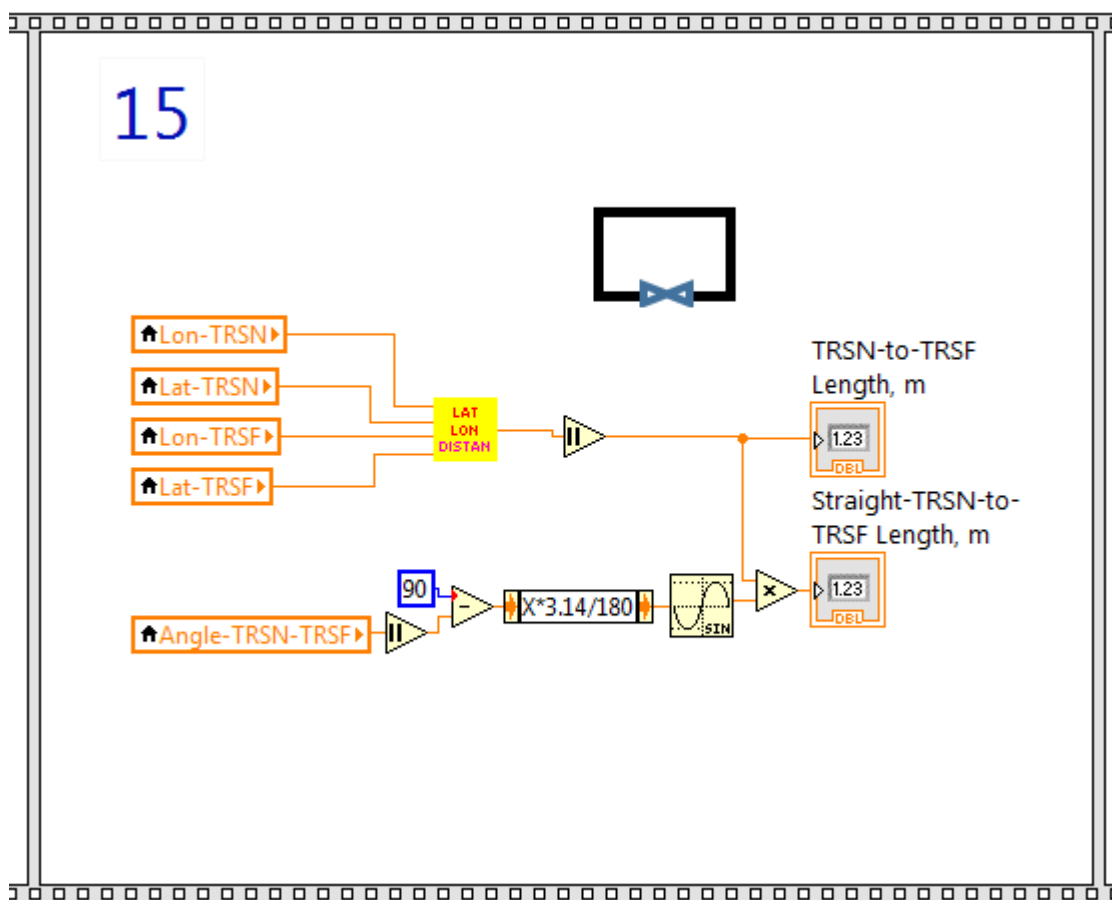 15
Lon-TRSN
Lat-TRSN
Lon-TRSF
Lat-TRSF
LAT
LON
DISTAN
TRSN-to-TRSF
Length, m
1.23
DBL
Straight-TRSN-to-
TRSF Length, m
1.23
DBL
90
Angle-TRSN-TRSF
X*3.14/180
SIN